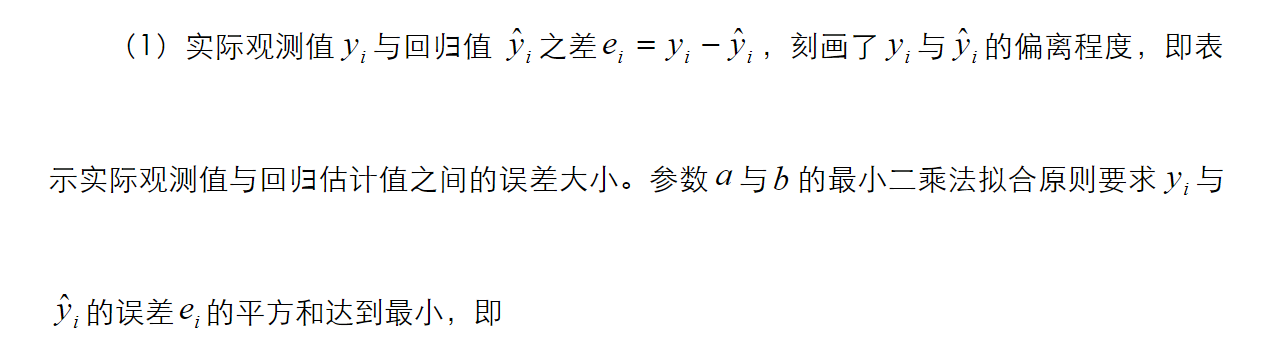 （1）实际观测值 yᵢ 与回归值 ŷᵢ 之差 eᵢ = yᵢ − ŷᵢ ，刻画了 yᵢ 与 ŷᵢ 的偏离程度，即表
示实际观测值与回归估计值之间的误差大小。参数 a 与 b 的最小二乘法拟合原则要求 yᵢ 与
ŷᵢ 的误差 eᵢ 的平方和达到最小，即